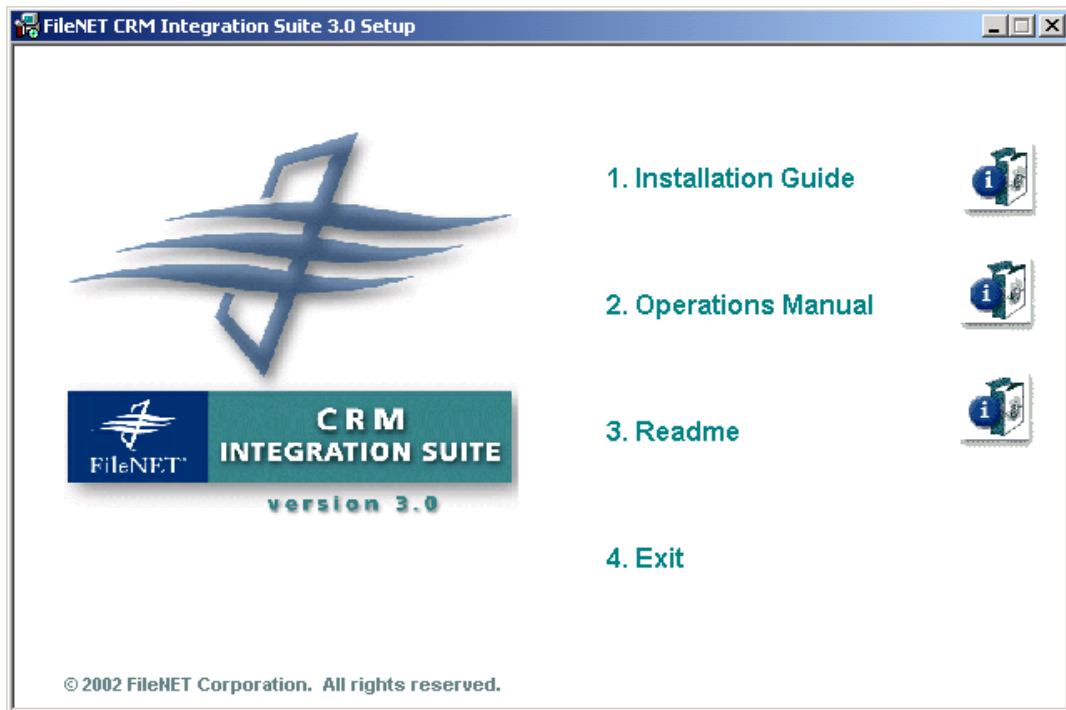 FileNET CRM Integration Suite 3.0 Setup
1. Installation Guide
2. Operations Manual
3. Readme
4. Exit
FileNET
CRM
INTEGRATION SUITE
version 3.0
© 2002 FileNET Corporation. All rights reserved.